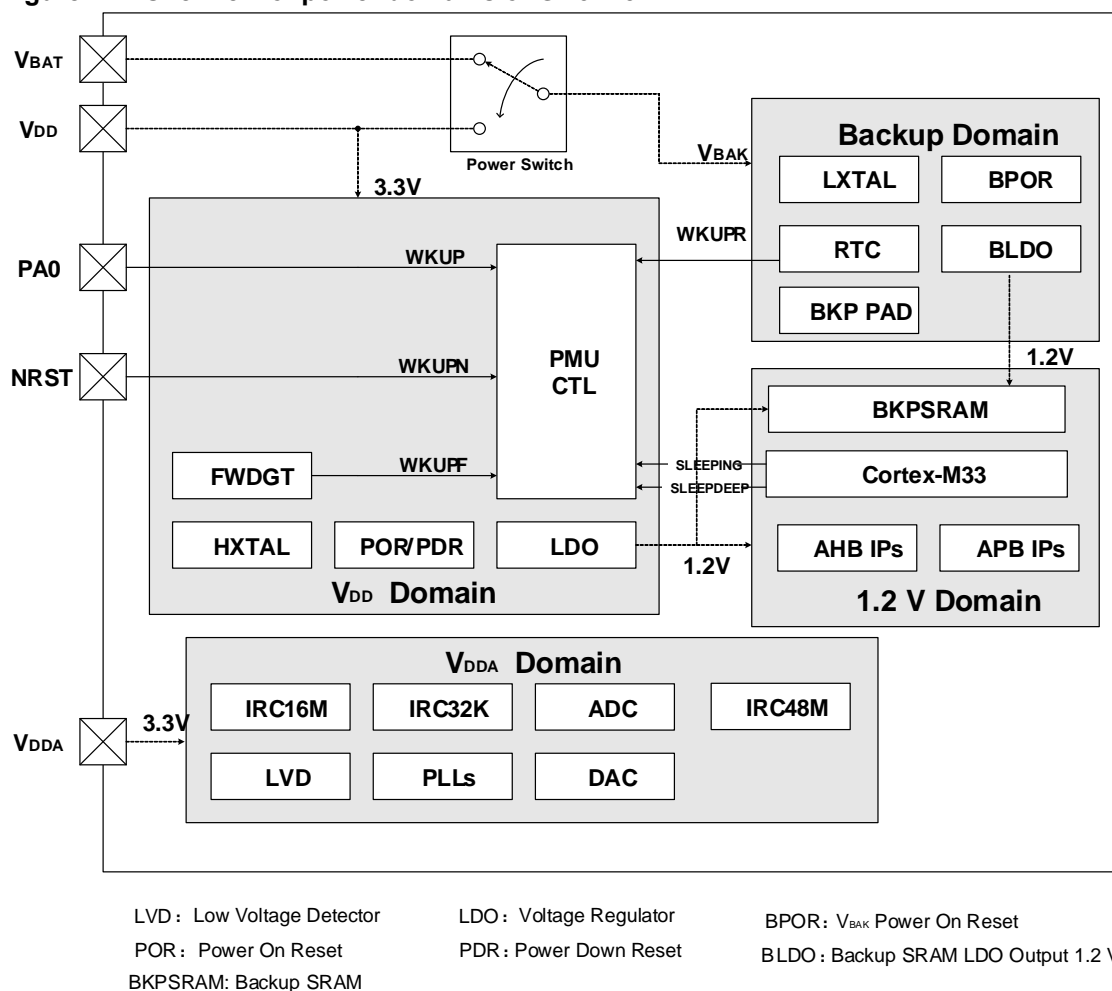 VBAT
VDD
Power Switch
3.3V
VBAK
Backup Domain
LXTAL
BPOR
RTC
BLDO
BKP PAD
WKUPR
1.2V
PA0
WKUP
NRST
WKUPN
PMU
CTL
FWDGT
WKUPF
HXTAL
POR/PDR
LDO
VDD Domain
BKPSRAM
SLEEPING
SLEEPDEEP
Cortex-M33
1.2V
AHB IPs
APB IPs
1.2 V Domain
VDDA Domain
VDDA
3.3V
IRC16M
IRC32K
ADC
IRC48M
LVD
PLLs
DAC
LVD：Low Voltage Detector
LDO：Voltage Regulator
BPOR：VBAK Power On Reset
POR：Power On Reset
PDR：Power Down Reset
BLDO：Backup SRAM LDO Output 1.2 V
BKPSRAM: Backup SRAM